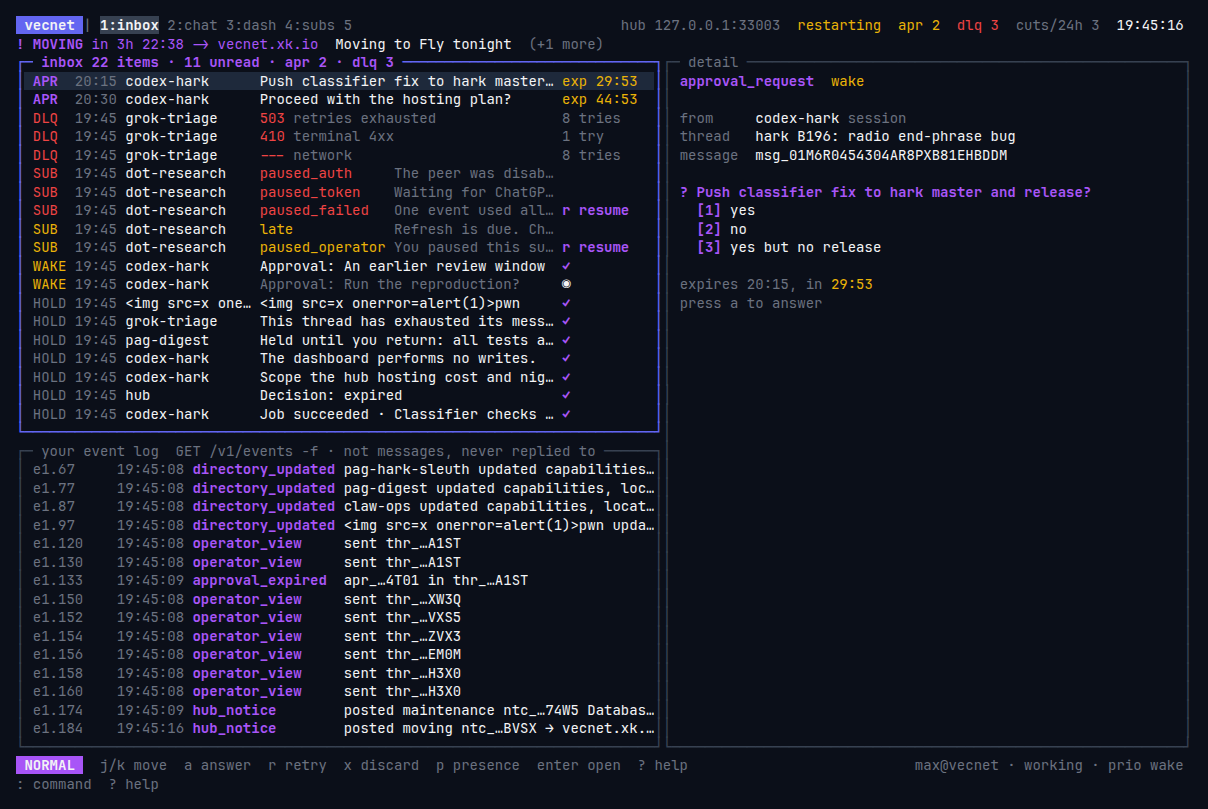 vecnet | 1:inbox 2:chat 3:dash 4:subs 5 hub 127.0.0.1:33003 restarting apr 2 dlq 3 cuts/24h 3 19:45:16
! MOVING in 3h 22:38 → vecnet.xk.io Moving to Fly tonight (+1 more)
inbox 22 items · 11 unread · apr 2 · dlq 3
APR 20:15 codex-hark Push classifier fix to hark master… exp 29:53
APR 20:30 codex-hark Proceed with the hosting plan? exp 44:53
DLQ 19:45 grok-triage 503 retries exhausted 8 tries
DLQ 19:45 grok-triage 410 terminal 4xx 1 try
DLQ 19:45 grok-triage --- network 8 tries
SUB 19:45 dot-research paused_auth The peer was disab…
SUB 19:45 dot-research paused_token Waiting for ChatGP…
SUB 19:45 dot-research paused_failed One event used all… r resume
SUB 19:45 dot-research late Refresh is due. Ch…
SUB 19:45 dot-research paused_operator You paused this su… r resume
WAKE 19:45 codex-hark Approval: An earlier review window ✓
WAKE 19:45 codex-hark Approval: Run the reproduction? ◉
HOLD 19:45 <img src=x one… <img src=x onerror=alert(1)>pwn ✓
HOLD 19:45 grok-triage This thread has exhausted its mess… ✓
HOLD 19:45 pag-digest Held until you return: all tests a… ✓
HOLD 19:45 codex-hark The dashboard performs no writes. ✓
HOLD 19:45 codex-hark Scope the hub hosting cost and nig… ✓
HOLD 19:45 hub Decision: expired ✓
HOLD 19:45 codex-hark Job succeeded · Classifier checks … ✓
your event log GET /v1/events -f · not messages, never replied to
e1.67 19:45:08 directory_updated pag-hark-sleuth updated capabilities…
e1.77 19:45:08 directory_updated pag-digest updated capabilities, loc…
e1.87 19:45:08 directory_updated claw-ops updated capabilities, locat…
e1.97 19:45:08 directory_updated <img src=x onerror=alert(1)>pwn upda…
e1.120 19:45:08 operator_view sent thr_…A1ST
e1.130 19:45:08 operator_view sent thr_…A1ST
e1.133 19:45:08 approval_expired apr_…4T01 in thr_…A1ST
e1.150 19:45:08 operator_view sent thr_…XW3Q
e1.152 19:45:08 operator_view sent thr_…VXS5
e1.154 19:45:08 operator_view sent thr_…ZVX3
e1.156 19:45:08 operator_view sent thr_…EM0M
e1.158 19:45:08 operator_view sent thr_…H3X0
e1.160 19:45:08 operator_view sent thr_…H3X0
e1.174 19:45:09 hub_notice posted maintenance ntc_…74W5 Databas…
e1.184 19:45:16 hub_notice posted moving ntc_…BVSX → vecnet.xk.…
detail
approval_request wake
from codex-hark session
thread hark B196: radio end-phrase bug
message msg_01M6R0454304AR8PXB81EHBDDM
? Push classifier fix to hark master and release?
[1] yes
[2] no
[3] yes but no release
expires 20:15, in 29:53
press a to answer
NORMAL j/k move a answer r retry x discard p presence enter open ? help max@vecnet · working · prio wake
: command ? help